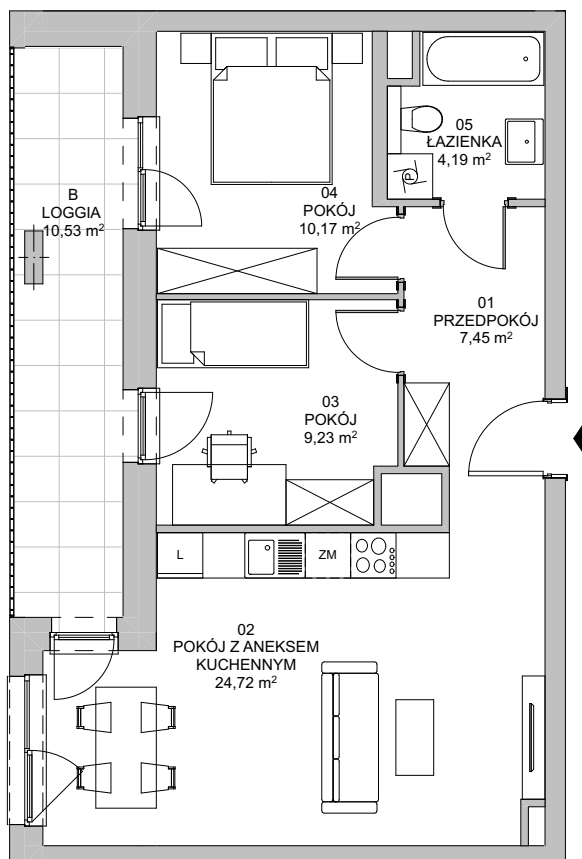 05
ŁAZIENKA
4,19 m²
P
04
POKÓJ
10,17 m²
B
LOGGIA
10,53 m²
01
PRZEDPOKÓJ
7,45 m²
03
POKÓJ
9,23 m²
L
ZM
02
POKÓJ Z ANEKSEM
KUCHENNYM
24,72 m²